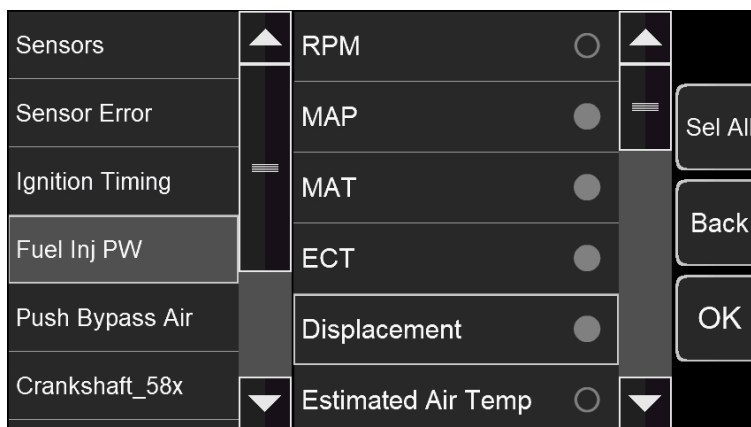 Sensors
Sensor Error
Ignition Timing
Fuel Inj PW
Push Bypass Air
Crankshaft_58x
RPM
MAP
MAT
ECT
Displacement
Estimated Air Temp
Sel All
Back
OK